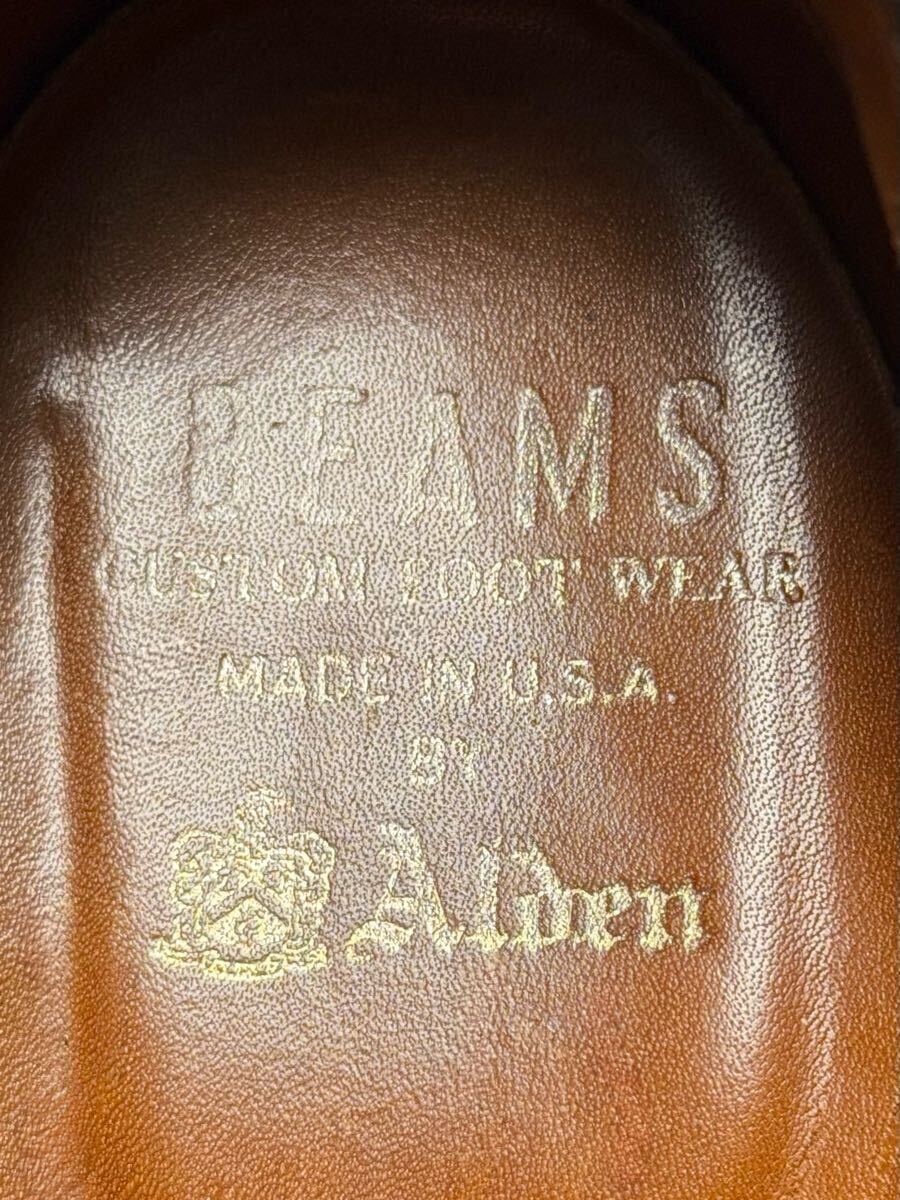 BEAMS
CUSTOM FOOT WEAR
MADE IN U.S.A.
BY
Alden